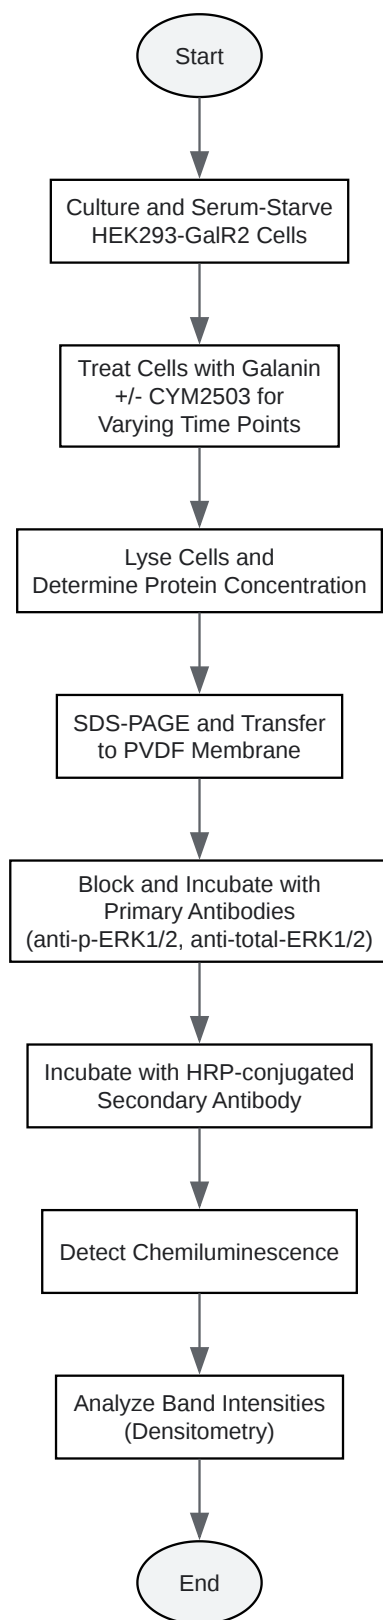 Start
Culture and Serum-Starve
HEK293-GalR2 Cells
Treat Cells with Galanin
+/- CYM2503 for
Varying Time Points
Lyse Cells and
Determine Protein Concentration
SDS-PAGE and Transfer
to PVDF Membrane
Block and Incubate with
Primary Antibodies
(anti-p-ERK1/2, anti-total-ERK1/2)
Incubate with HRP-conjugated
Secondary Antibody
Detect Chemiluminescence
Analyze Band Intensities
(Densitometry)
End